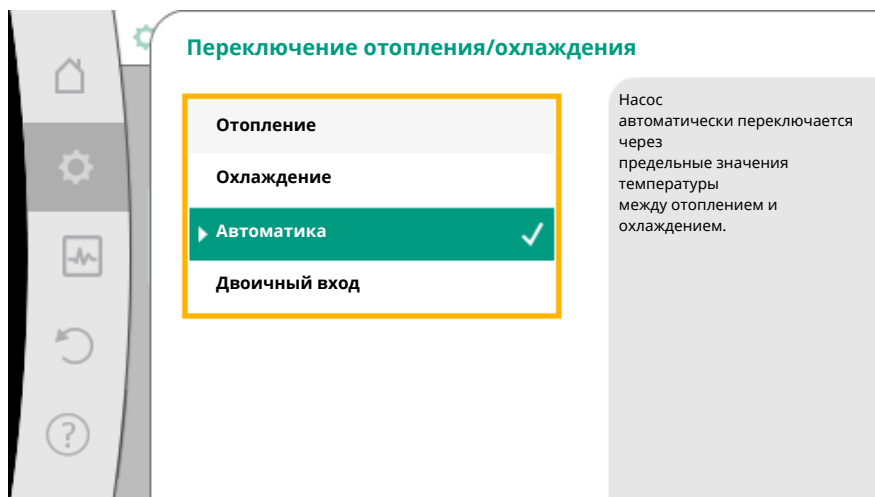 Переключение отопления/охлаждения
Отопление
Охлаждение
Автоматика
Двоичный вход
Насос
автоматически переключается
через
предельные значения
температуры
между отоплением и
охлаждением.